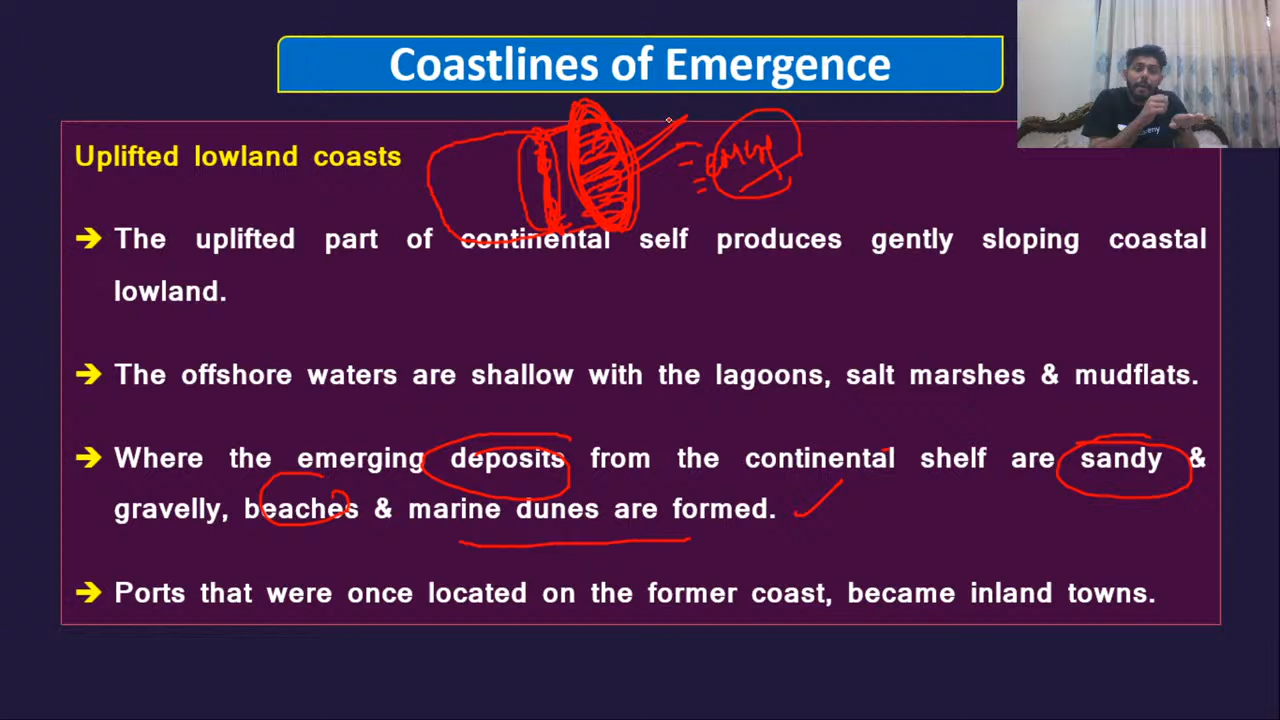 Coastlines of Emergence
Uplifted lowland coasts
➔ The uplifted part of continental self produces gently sloping coastal
lowland.
➔ The offshore waters are shallow with the lagoons, salt marshes & mudflats.
➔ Where the emerging deposits from the continental shelf are sandy &
gravelly, beaches & marine dunes are formed.
➔ Ports that were once located on the former coast, became inland towns.